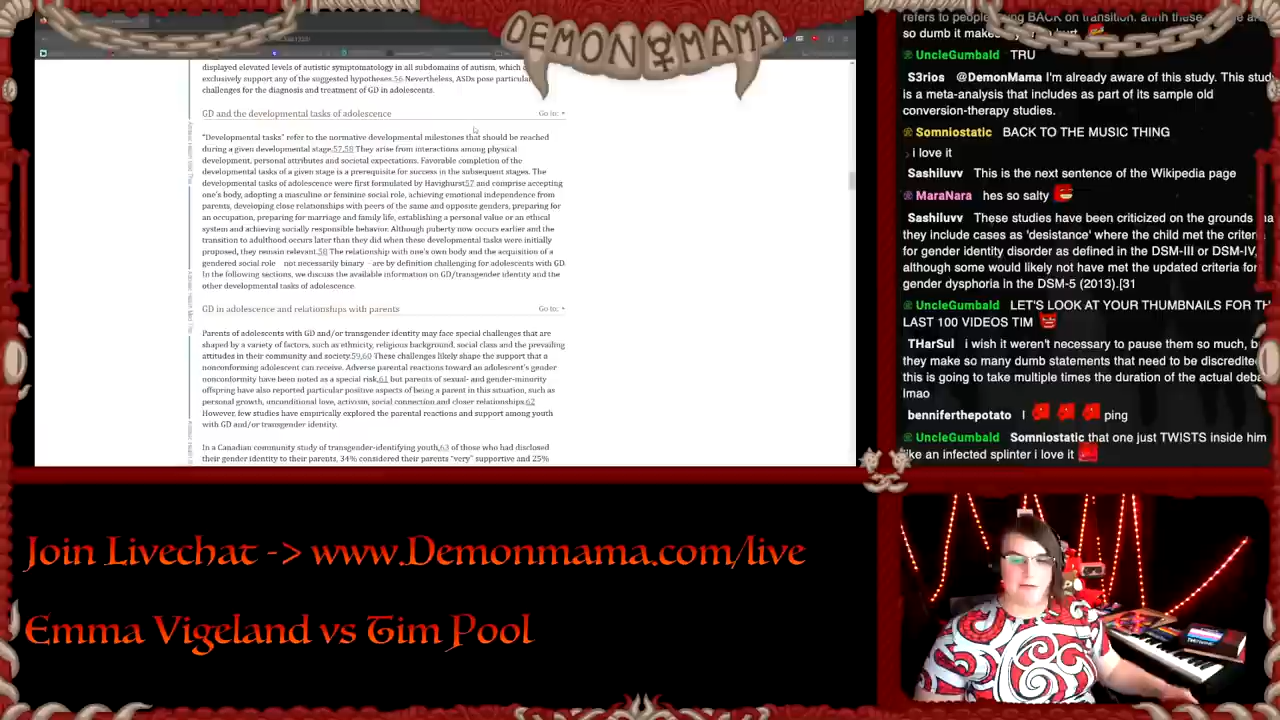 DEMON MAMA
displayed elevated levels of autistic symptomatology in all subdomains of autism, which
exclusively support any of the suggested hypotheses.56 Nevertheless, ASDs pose particular
challenges for the diagnosis and treatment of GD in adolescents.
GD and the developmental tasks of adolescence
Go to:
“Developmental tasks” refer to the normative developmental milestones that should be reached
during a given developmental stage.57,58 They arise from interactions among physical
development, personal attributes and societal expectations. Favorable completion of the
developmental tasks of a given stage is a prerequisite for success in the subsequent stages. The
developmental tasks of adolescence were first formulated by Havighurst57 and comprise accepting
one’s body, adopting a masculine or feminine social role, achieving emotional independence from
parents, developing close relationships with peers of the same and opposite genders, preparing for
an occupation, preparing for marriage and family life, establishing a personal value or an ethical
system and achieving socially responsible behavior. Although puberty now occurs earlier and the
transition to adulthood occurs later than they did when these developmental tasks were initially
proposed, they remain relevant.58 The relationship with one’s own body and the acquisition of a
gendered social role – not necessarily binary – are by definition challenging for adolescents with GD.
In the following sections, we discuss the available information on GD/transgender identity and the
other developmental tasks of adolescence.
GD in adolescence and relationships with parents
Go to:
Parents of adolescents with GD and/or transgender identity may face special challenges that are
shaped by a variety of factors, such as ethnicity, religious background, social class and the prevailing
attitudes in their community and society.59,60 These challenges likely shape the support that a
nonconforming adolescent can receive. Adverse parental reactions toward an adolescent’s gender
nonconformity have been noted as a special risk,61 but parents of sexual- and gender-minority
offspring have also reported particular positive aspects of being a parent in this situation, such as
personal growth, unconditional love, activism, social connection and closer relationships.62
However, few studies have empirically explored the parental reactions and support among youth
with GD and/or transgender identity.
In a Canadian community study of transgender-identifying youth,63 of those who had disclosed
their gender identity to their parents, 34% considered their parents “very” supportive and 25%
refers to people going BACK on transition. ahhh these are
so dumb it makes hurt
UncleGumbald TRU
S3rios @DemonMama I'm already aware of this study. This study
is a meta-analysis that includes as part of its sample old
conversion-therapy studies.
Somniostatic BACK TO THE MUSIC THING
i love it
Sashiluvv This is the next sentence of the Wikipedia page
MaraNara hes so salty
Sashiluvv These studies have been criticized on the grounds tha
they include cases as 'desistance' where the child met the criteria
of gender identity disorder as defined in the DSM-III or DSM-IV,
although some would likely not have met the updated criteria for
gender dysphoria in the DSM-5 (2013).[31
UncleGumbald LET'S LOOK AT YOUR THUMBNAILS FOR TH
LAST 100 VIDEOS TIM
THarSul i wish it weren't necessary to pause them so much, bu
they make so many dumb statements that need to be discredited
this is going to take multiple times the duration of the video
lmao
benniferthepotato I ping
UncleGumbald Somniostatic that one just TWISTS inside him
like an infected splinter i love it
Join Livechat -> www.Demonmama.com/live
Emma Vigeland vs Tim Pool